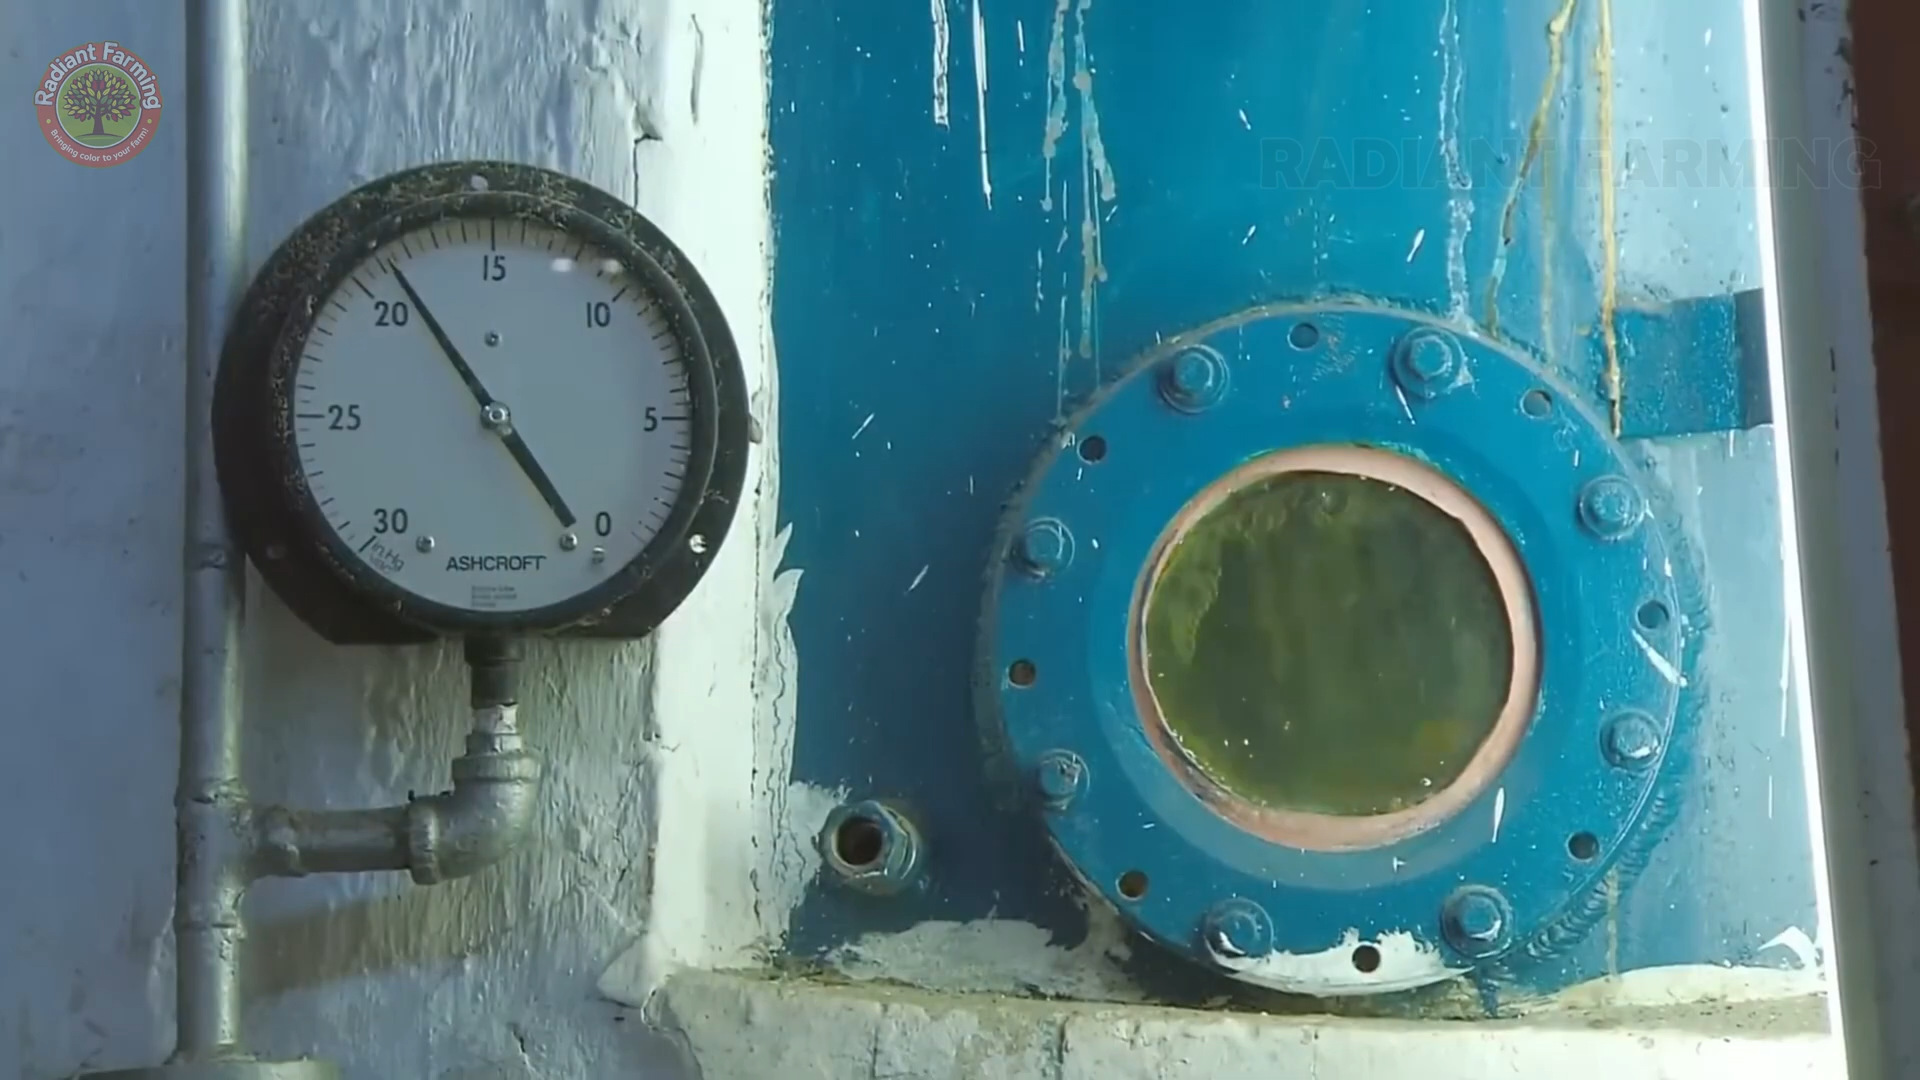 Radiant Farming
Bringing color to your farm!
RADIANT FARMING
15
20
10
25
5
30
0
in.Hg
vac
ASHCROFT